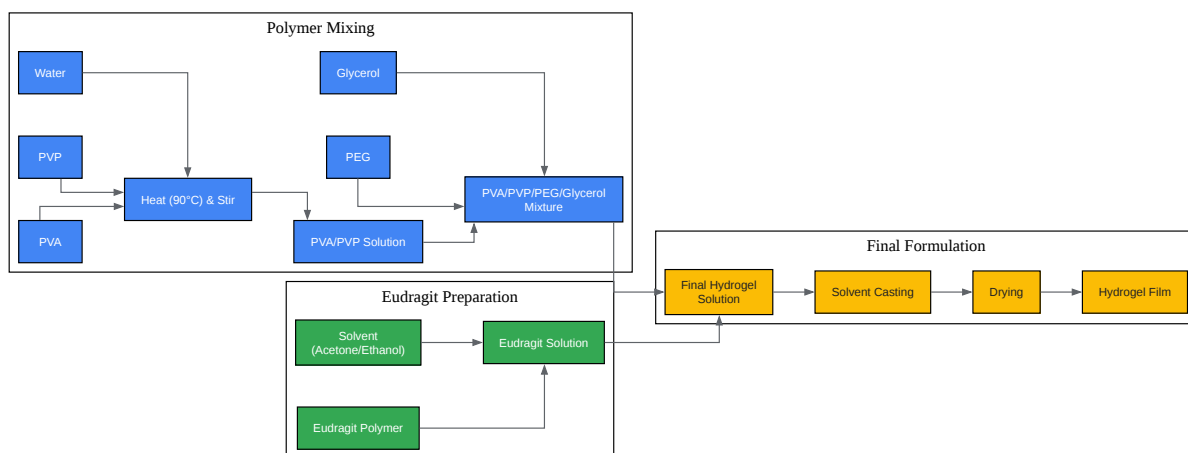 Polymer Mixing
Water
Glycerol
PVP
PEG
Heat (90°C) & Stir
PVA/PVP/PEG/Glycerol
Mixture
PVA
PVA/PVP Solution
Final Formulation
Final Hydrogel
Solution
Solvent Casting
Drying
Hydrogel Film
Eudragit Preparation
Solvent
(Acetone/Ethanol)
Eudragit Solution
Eudragit Polymer